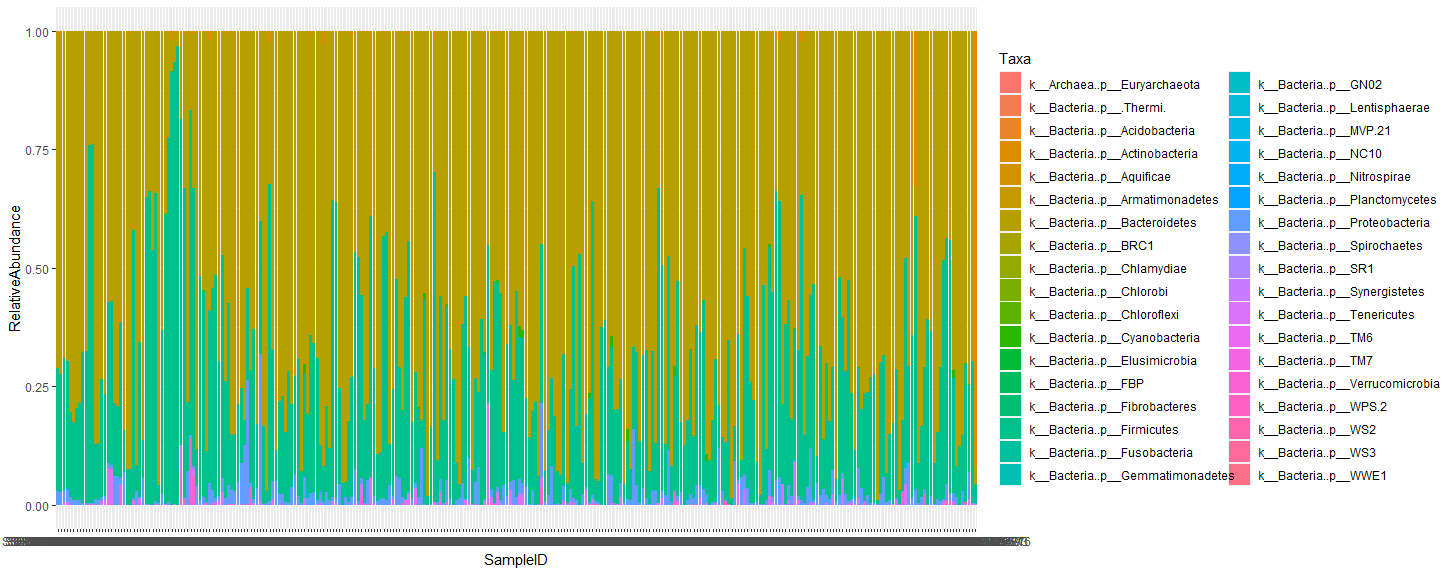 1.00
0.75
0.50
0.25
0.00
RelativeAbundance
SampleID
Taxa
k__Archaea..p__Euryarchaeota
k__Bacteria..p__.Thermi.
k__Bacteria..p__Acidobacteria
k__Bacteria..p__Actinobacteria
k__Bacteria..p__Aquificae
k__Bacteria..p__Armatimonadetes
k__Bacteria..p__Bacteroidetes
k__Bacteria..p__BRC1
k__Bacteria..p__Chlamydiae
k__Bacteria..p__Chlorobi
k__Bacteria..p__Chloroflexi
k__Bacteria..p__Cyanobacteria
k__Bacteria..p__Elusimicrobia
k__Bacteria..p__FBP
k__Bacteria..p__Fibrobacteres
k__Bacteria..p__Firmicutes
k__Bacteria..p__Fusobacteria
k__Bacteria..p__Gemmatimonadetes
k__Bacteria..p__GN02
k__Bacteria..p__Lentisphaerae
k__Bacteria..p__MVP.21
k__Bacteria..p__NC10
k__Bacteria..p__Nitrospirae
k__Bacteria..p__Planctomycetes
k__Bacteria..p__Proteobacteria
k__Bacteria..p__Spirochaetes
k__Bacteria..p__SR1
k__Bacteria..p__Synergistetes
k__Bacteria..p__Tenericutes
k__Bacteria..p__TM6
k__Bacteria..p__TM7
k__Bacteria..p__Verrucomicrobia
k__Bacteria..p__WPS.2
k__Bacteria..p__WS2
k__Bacteria..p__WS3
k__Bacteria..p__WWE1